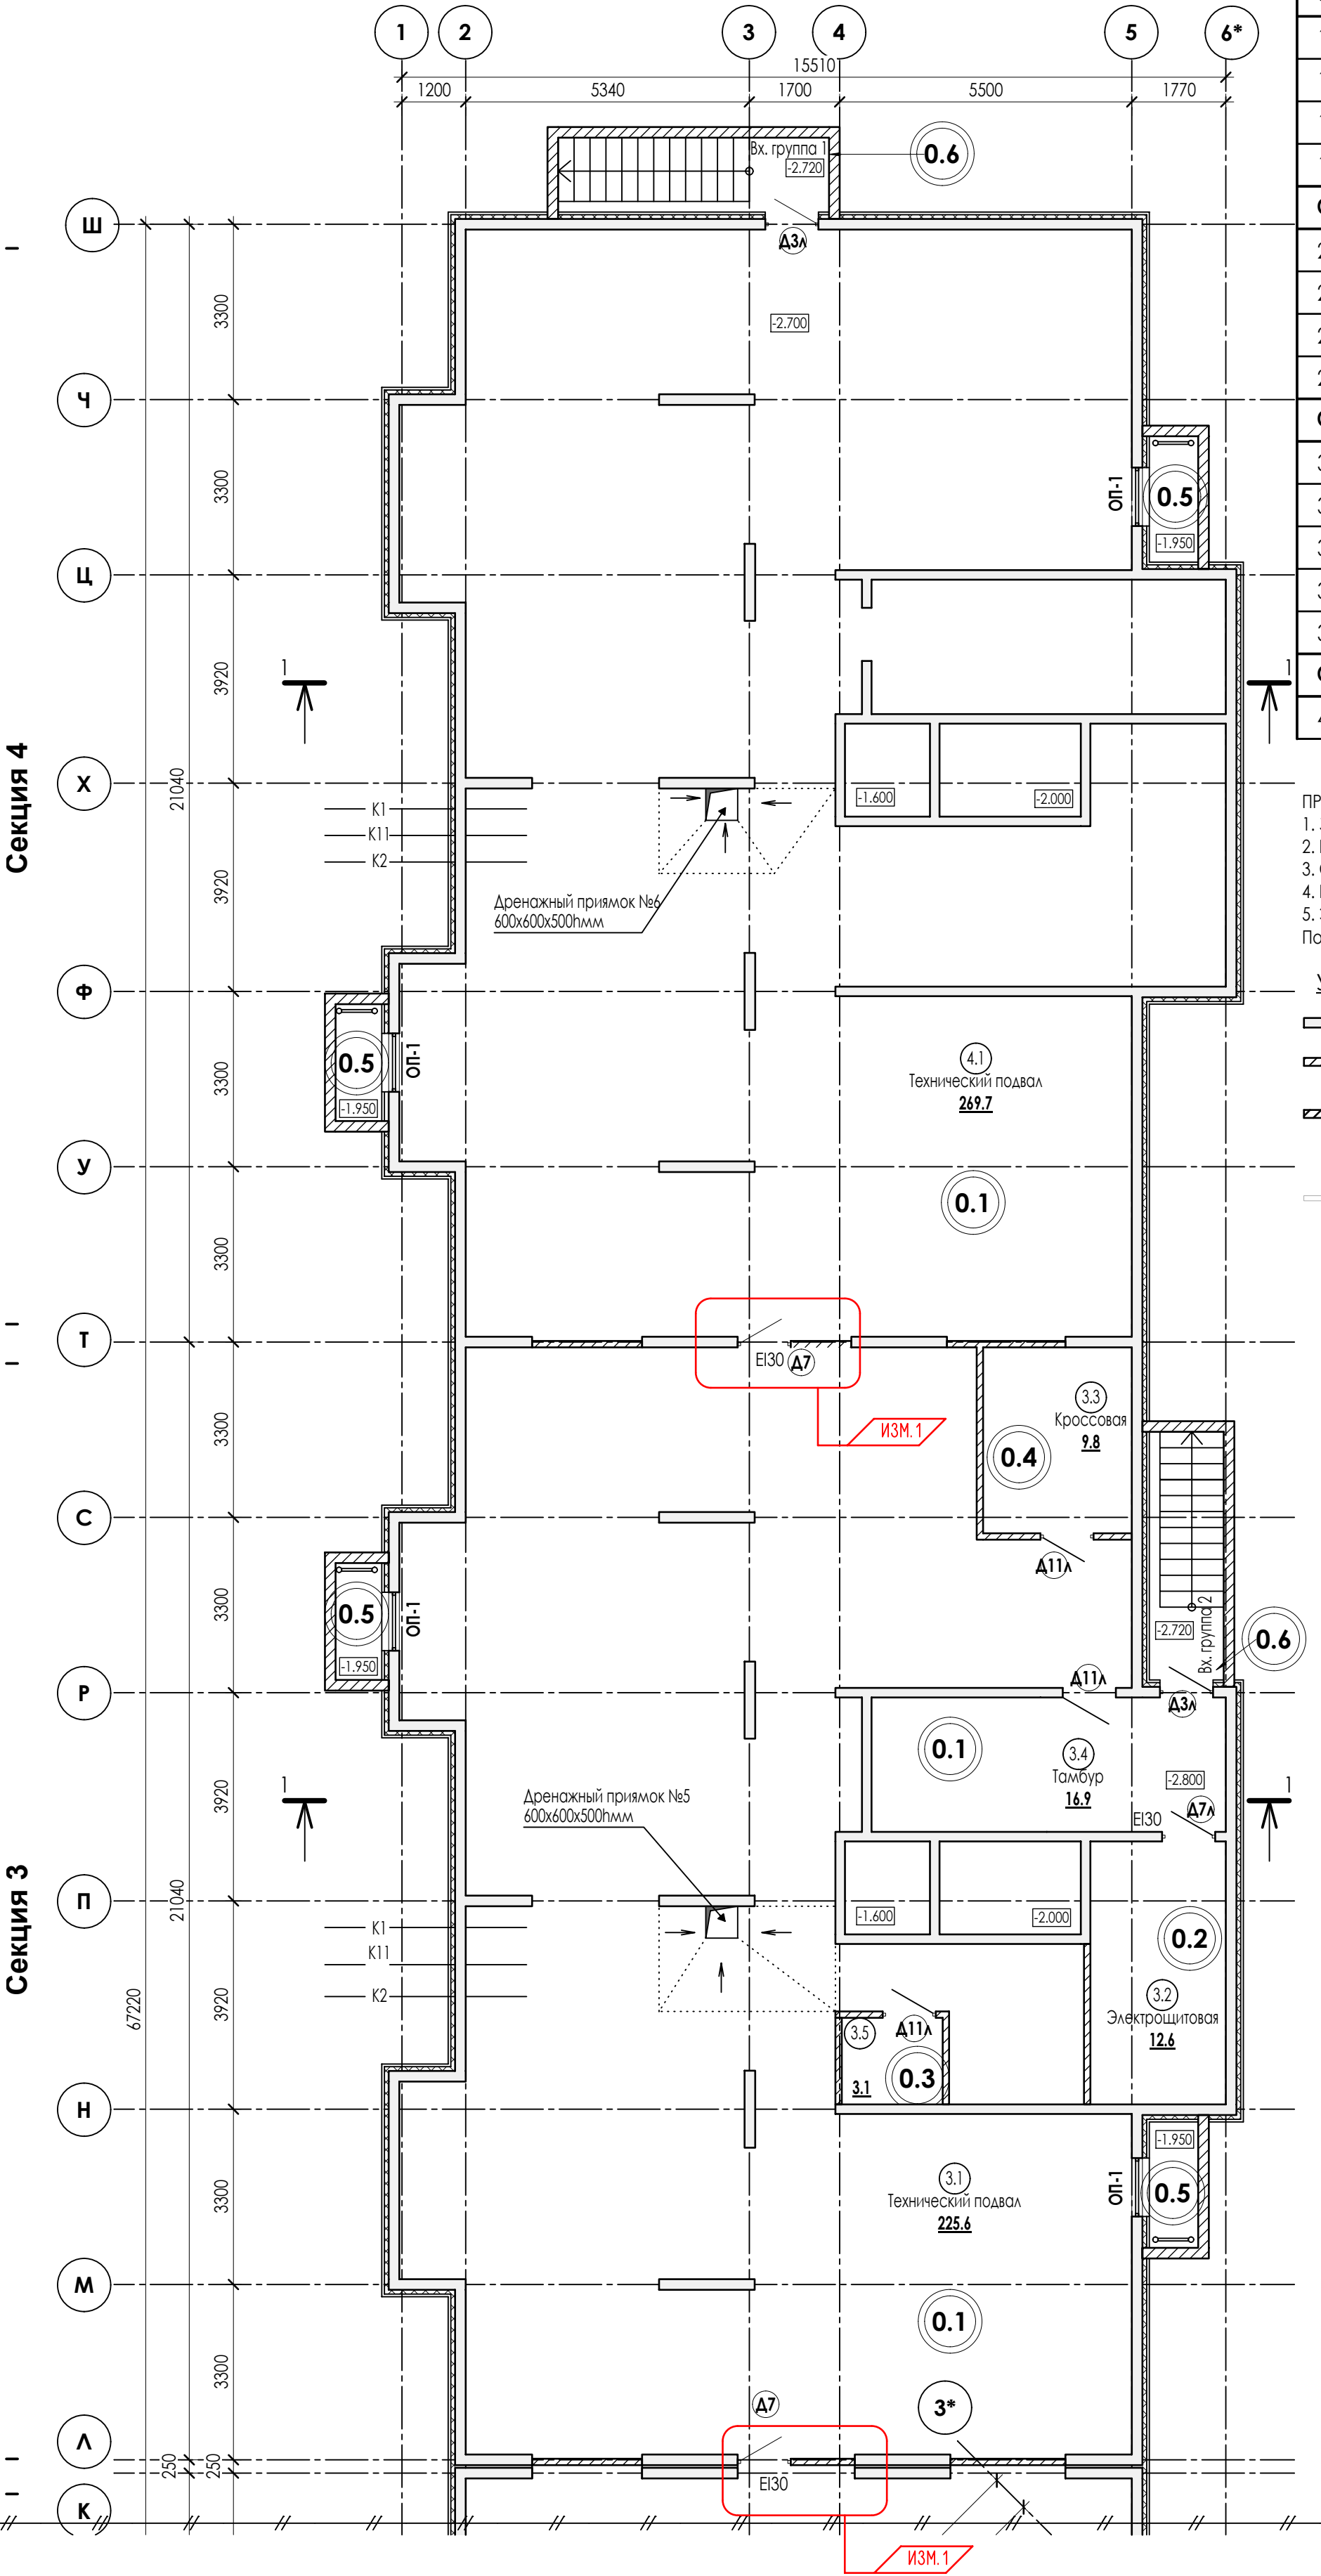 1 2 3 4 5 6*
15510
1200 5340 1700 5500 1770
Вх. группа 1
-2.720
0.6
Ш
Д3л
3300
-2.700
Ч
3300
ОП-1
0.5
-1.950
Ц
3920
1 1
Секция 4
21040
Х
-1.600
-2.000
К1
К11
К2
3920
Дренажный приямок №6
600х600х500hмм
Ф
0.5
ОП-1
-1.950
3300
4.1
Технический подвал
269.7
У
0.1
3300
Т
EI30 Д7
ИЗМ.1
3300
3.3
Кроссовая
9.8
0.4
С
Д11л
3300
0.5
ОП-1
-1.950
-2.720
Вх. группа 2
0.6
Р
Д11л
Д3л
0.1
3.4
Тамбур
16.9
-2.800
EI30
Д7л
3920
1 1
Дренажный приямок №5
600х600х500hмм
Секция 3
21040
67220
П
-1.600
-2.000
0.2
К1
К11
К2
3920
3.2
Электрощитовая
12.6
3.5
Д11л
3.1
0.3
Н
-1.950
ОП-1
0.5
3300
3.1
Технический подвал
225.6
М
0.1
3300
Д7
3*
Л
250 250
EI30
К
ИЗМ.1
1.
2.
3.
4.
5.